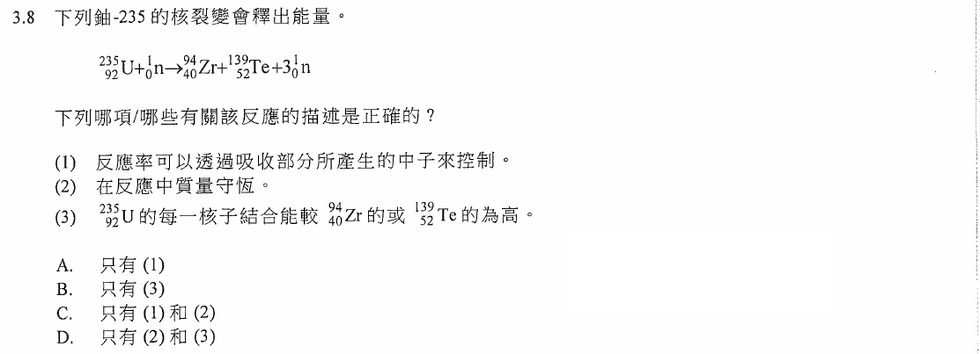 3.8 下列鈾-235 的核裂變會釋出能量。
²³⁵₉₂U+¹₀n→⁹⁴₄₀Zr+¹³⁹₅₂Te+3¹₀n
下列哪項/哪些有關該反應的描述是正確的？
(1) 反應率可以透過吸收部分所產生的中子來控制。
(2) 在反應中質量守恆。
(3) ²³⁵₉₂U 的每一核子結合能較 ⁹⁴₄₀Zr 的或 ¹³⁹₅₂Te 的為高。
A. 只有 (1)
B. 只有 (3)
C. 只有 (1) 和 (2)
D. 只有 (2) 和 (3)